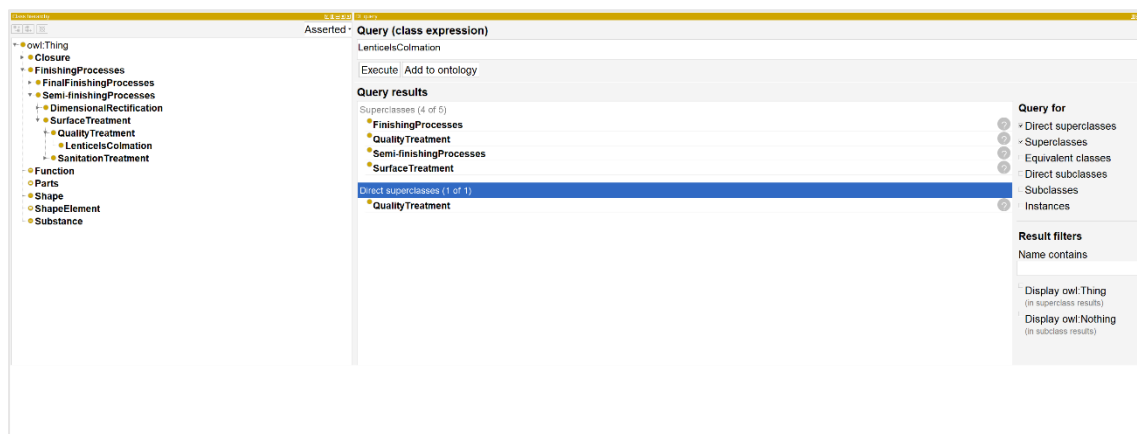 Class hierarchy
Asserted
owl:Thing
Closure
FinishingProcesses
FinalFinishingProcesses
Semi-finishingProcesses
DimensionalRectification
SurfaceTreatment
QualityTreatment
LenticelsColmation
SanitationTreatment
Function
Parts
Shape
ShapeElement
Substance
query
Query (class expression)
LenticelsColmation
Execute Add to ontology
Query results
Superclasses (4 of 5)
FinishingProcesses
QualityTreatment
Semi-finishingProcesses
SurfaceTreatment
Direct superclasses (1 of 1)
QualityTreatment
Query for
Direct superclasses
Superclasses
Equivalent classes
Direct subclasses
Subclasses
Instances
Result filters
Name contains
Display owl:Thing
(in superclass results)
Display owl:Nothing
(in subclass results)